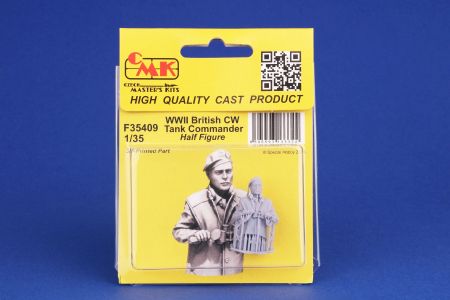 CMK
CZECH
MASTER'S KITS
HIGH QUALITY CAST PRODUCT
F35409
1/35
WWII British CW
Tank Commander
Half Figure
3D Printed Part